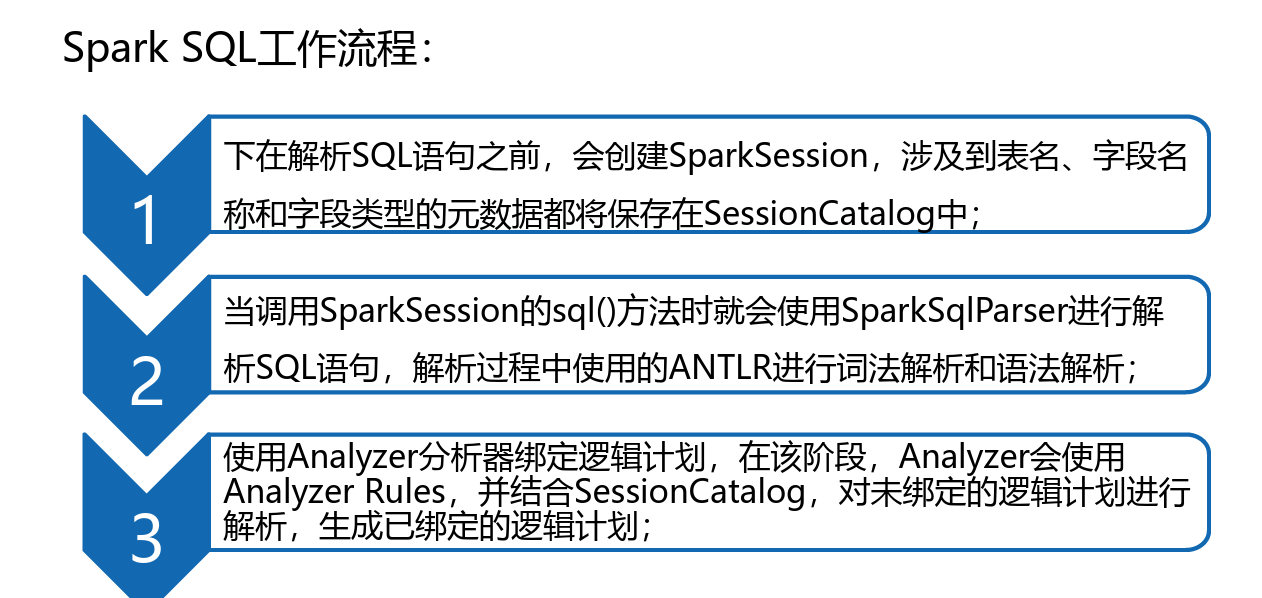 Spark SQL工作流程：
1
下在解析SQL语句之前，会创建SparkSession，涉及到表名、字段名
称和字段类型的元数据都将保存在SessionCatalog中；
2
当调用SparkSession的sql()方法时就会使用SparkSqlParser进行解
析SQL语句，解析过程中使用的ANTLR进行词法解析和语法解析；
3
使用Analyzer分析器绑定逻辑计划，在该阶段，Analyzer会使用
Analyzer Rules，并结合SessionCatalog，对未绑定的逻辑计划进行
解析，生成已绑定的逻辑计划；